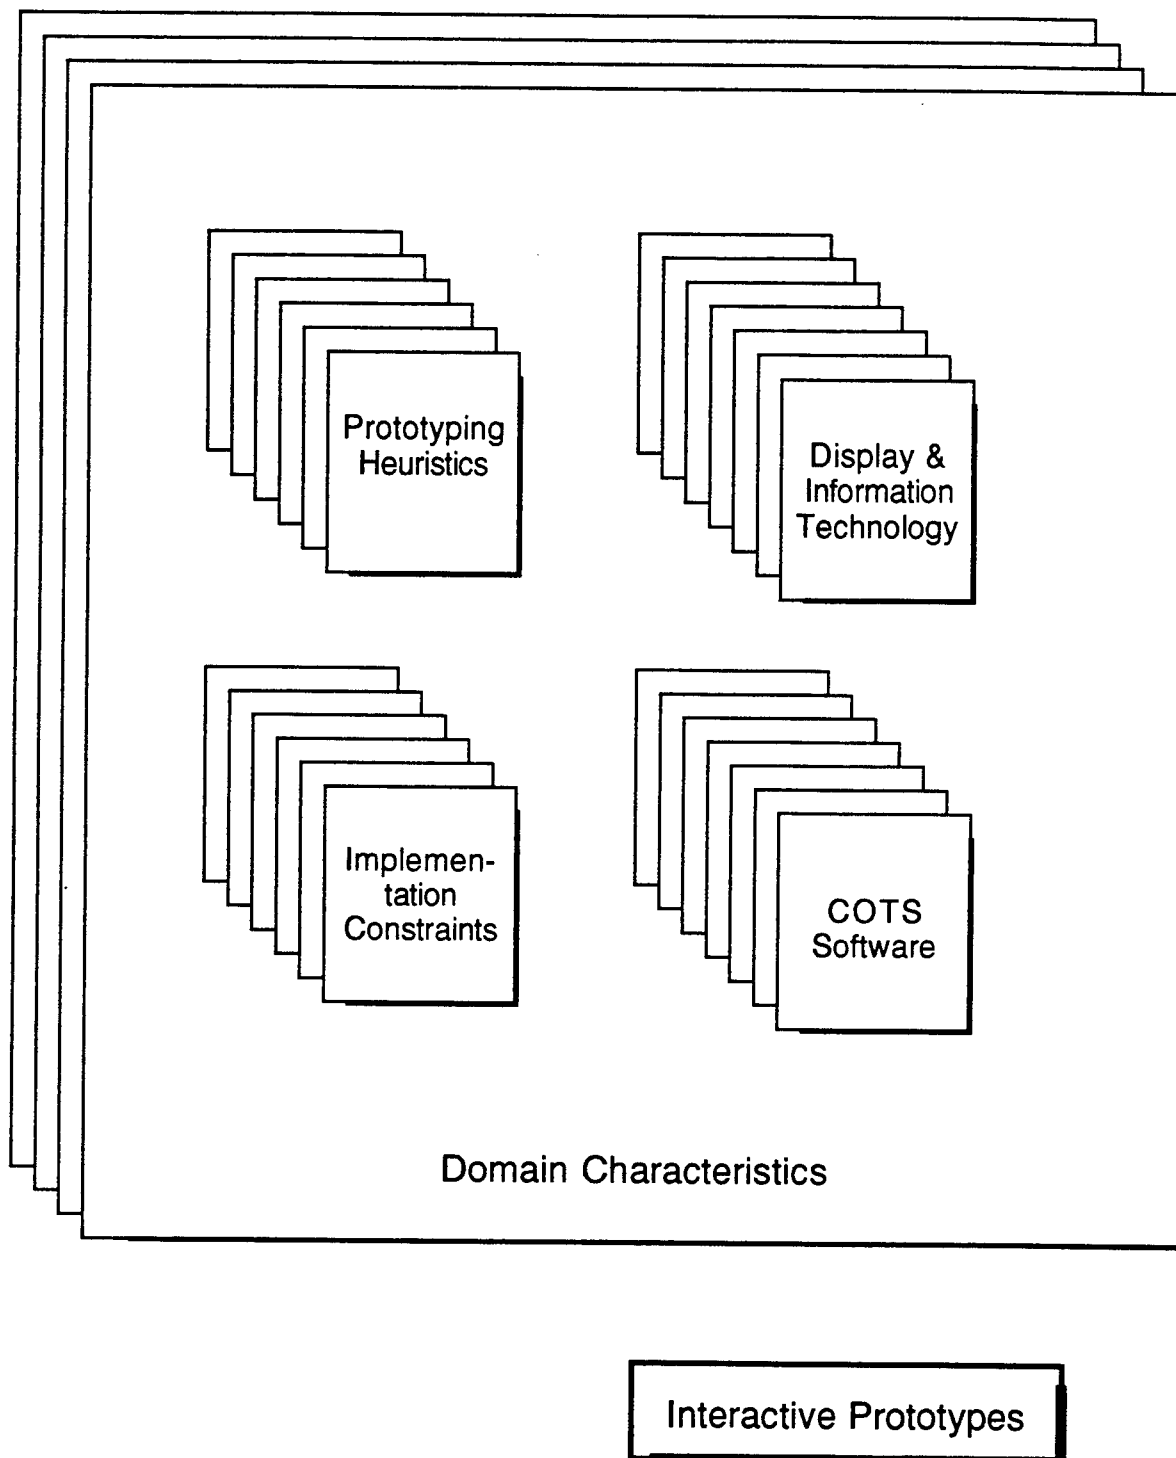 Prototyping
Heuristics
Display &
Information
Technology
Implemen-
tation
Constraints
COTS
Software
Domain Characteristics
Interactive Prototypes